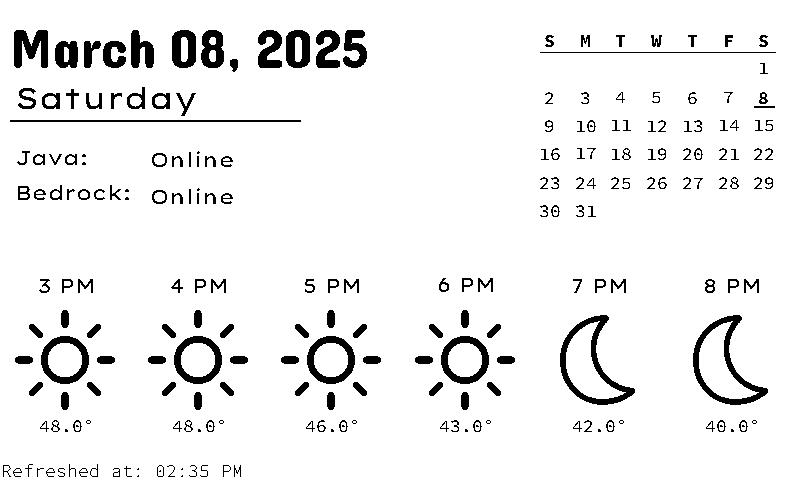 March 08, 2025
Saturday
Java: Online
Bedrock: Online
S M T W T F S
1
2 3 4 5 6 7 8
9 10 11 12 13 14 15
16 17 18 19 20 21 22
23 24 25 26 27 28 29
30 31
3 PM 4 PM 5 PM 6 PM 7 PM 8 PM
48.0° 48.0° 46.0° 43.0° 42.0° 40.0°
Refreshed at: 02:35 PM